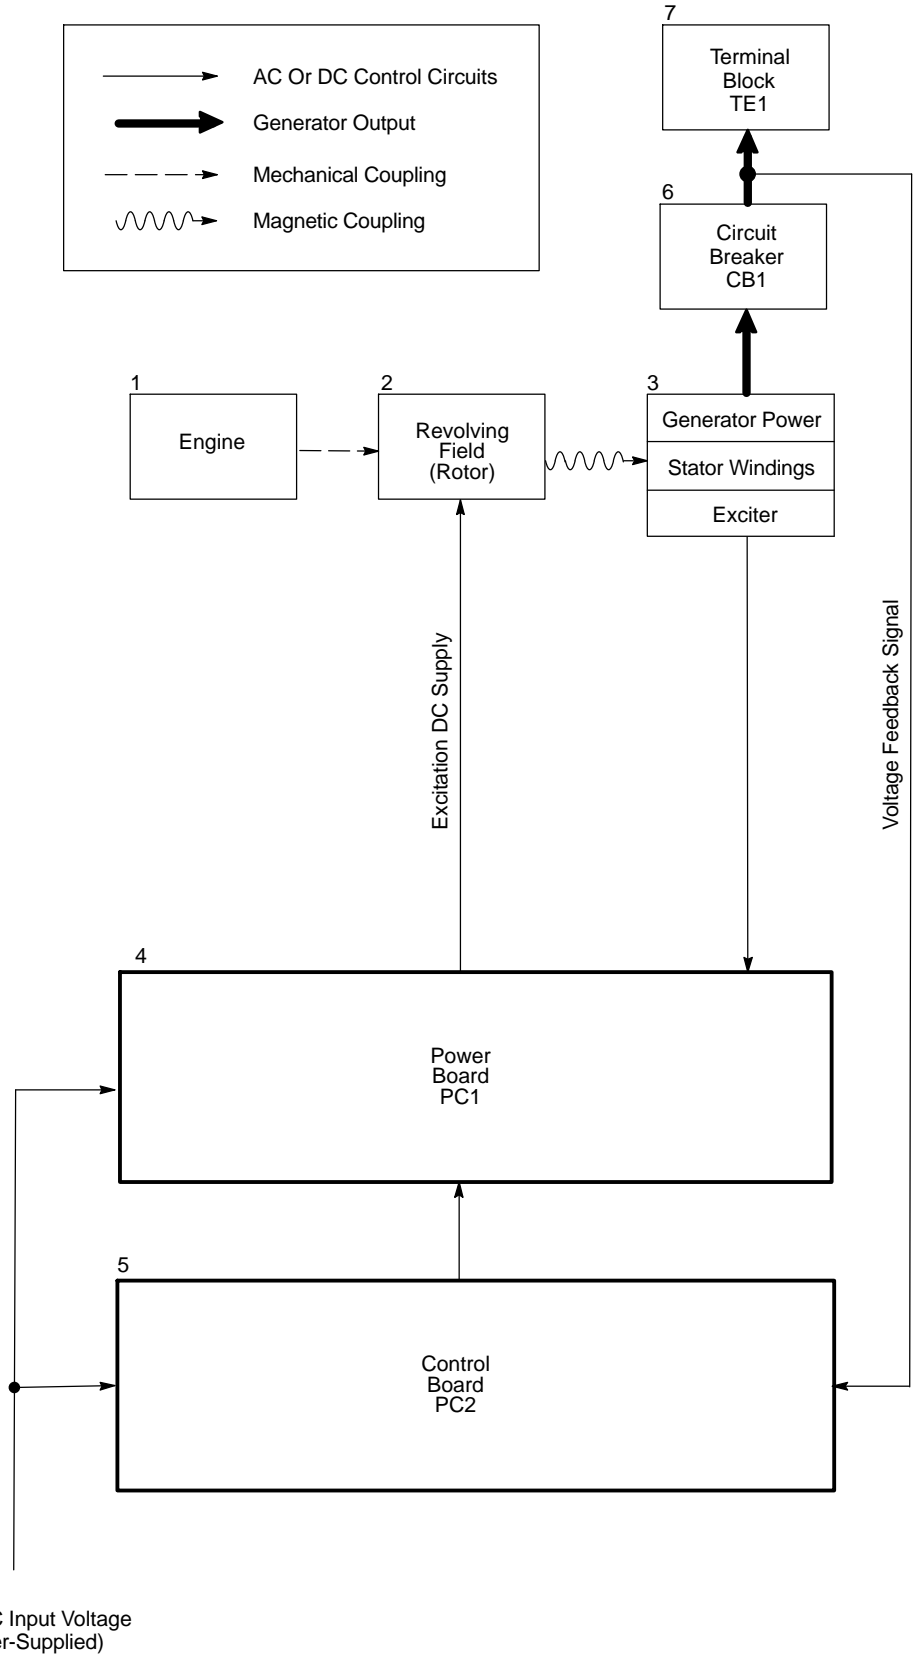 7
Terminal
Block
TE1
AC Or DC Control Circuits
Generator Output
Mechanical Coupling
Magnetic Coupling
6
Circuit
Breaker
CB1
1
Engine
2
Revolving
Field
(Rotor)
3
Generator Power
Stator Windings
Exciter
Excitation DC Supply
Voltage Feedback Signal
4
Power
Board
PC1
5
Control
Board
PC2
Input Voltage
er-Supplied)